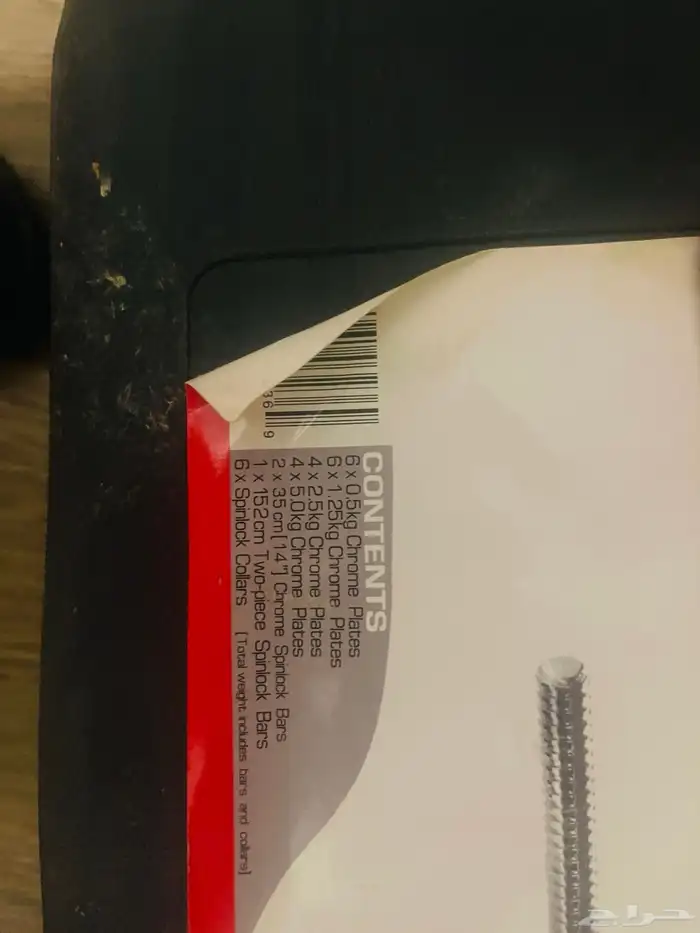 CONTENTS
6 x 0.5kg Chrome Plates
6 x 1.25kg Chrome Plates
4 x 2.5kg Chrome Plates
4 x 5.0kg Chrome Plates
2 x 35cm[14"] Chrome Spinlock Bars
1 x 152cm Two-piece Spinlock Bars
6 x Spinlock Collars [Total weight includes bars and collars]
36 9
حراج